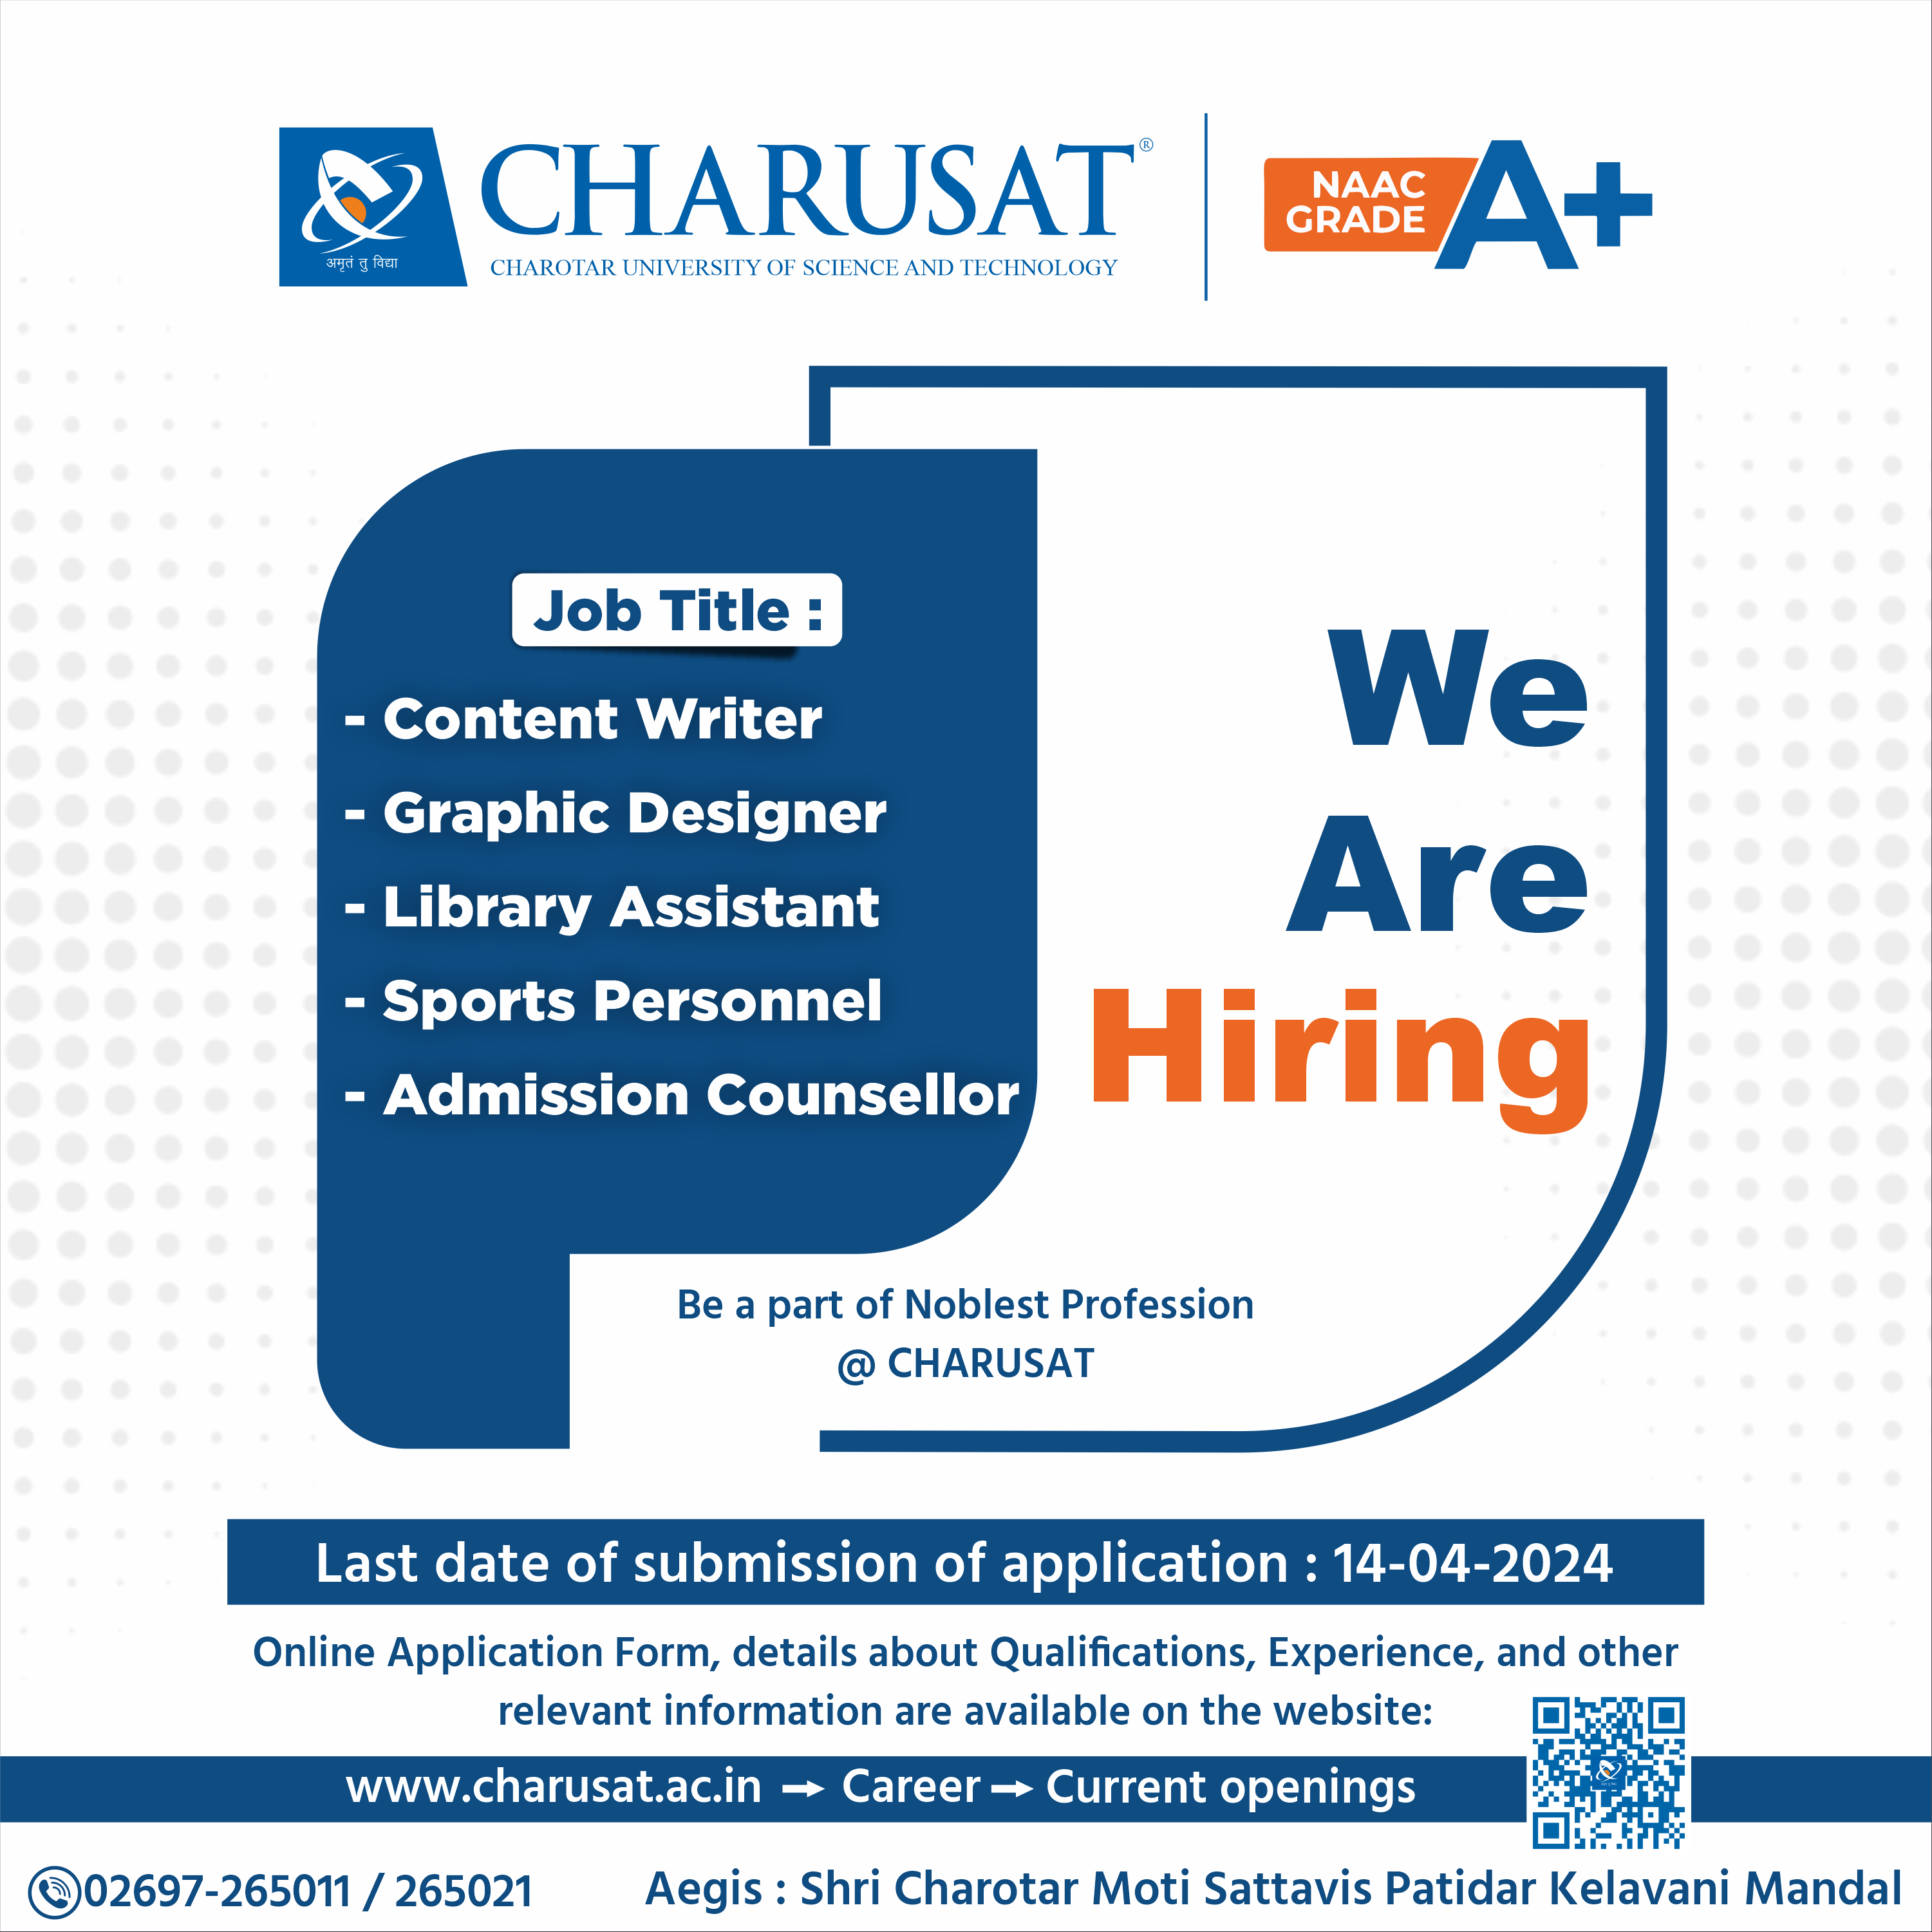 CHARUSAT®
CHAROTAR UNIVERSITY OF SCIENCE AND TECHNOLOGY
अमृतं तु विद्या
NAAC
GRADE
A+
Job Title :
- Content Writer
- Graphic Designer
- Library Assistant
- Sports Personnel
- Admission Counsellor
We
Are
Hiring
Be a part of Noblest Profession
@ CHARUSAT
Last date of submission of application : 14-04-2024
Online Application Form, details about Qualifications, Experience, and other
relevant information are available on the website:
www.charusat.ac.in → Career → Current openings
02697-265011 / 265021
Aegis : Shri Charotar Moti Sattavis Patidar Kelavani Mandal